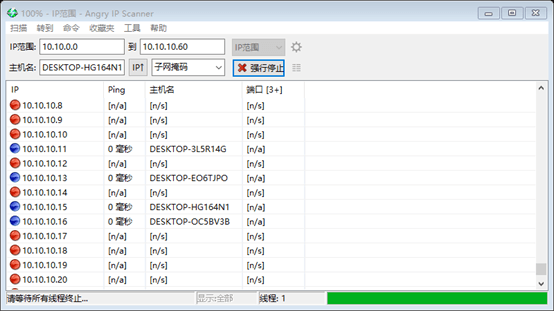 100% - IP范围 - Angry IP Scanner
扫描 转到 命令 收藏夹 工具 帮助
IP范围: 10.10.0.0 到 10.10.10.60 IP范围
主机名: DESKTOP-HG164N1 IP↑ 子网掩码 强行停止
IP Ping 主机名 端口 [3+]
10.10.10.8 [n/a] [n/s] [n/s]
10.10.10.9 [n/a] [n/s] [n/s]
10.10.10.10 [n/a] [n/s] [n/s]
10.10.10.11 0 毫秒 DESKTOP-3L5R14G [n/a]
10.10.10.12 [n/a] [n/s] [n/s]
10.10.10.13 0 毫秒 DESKTOP-EO6TJPO [n/a]
10.10.10.14 [n/a] [n/s] [n/s]
10.10.10.15 0 毫秒 DESKTOP-HG164N1 [n/a]
10.10.10.16 0 毫秒 DESKTOP-OC5BV3B [n/a]
10.10.10.17 [n/a] [n/s] [n/s]
10.10.10.18 [n/a] [n/s] [n/s]
10.10.10.19 [n/a] [n/s] [n/s]
10.10.10.20 [n/a] [n/s] [n/s]
请等待所有线程终止... 显示:全部 线程: 1